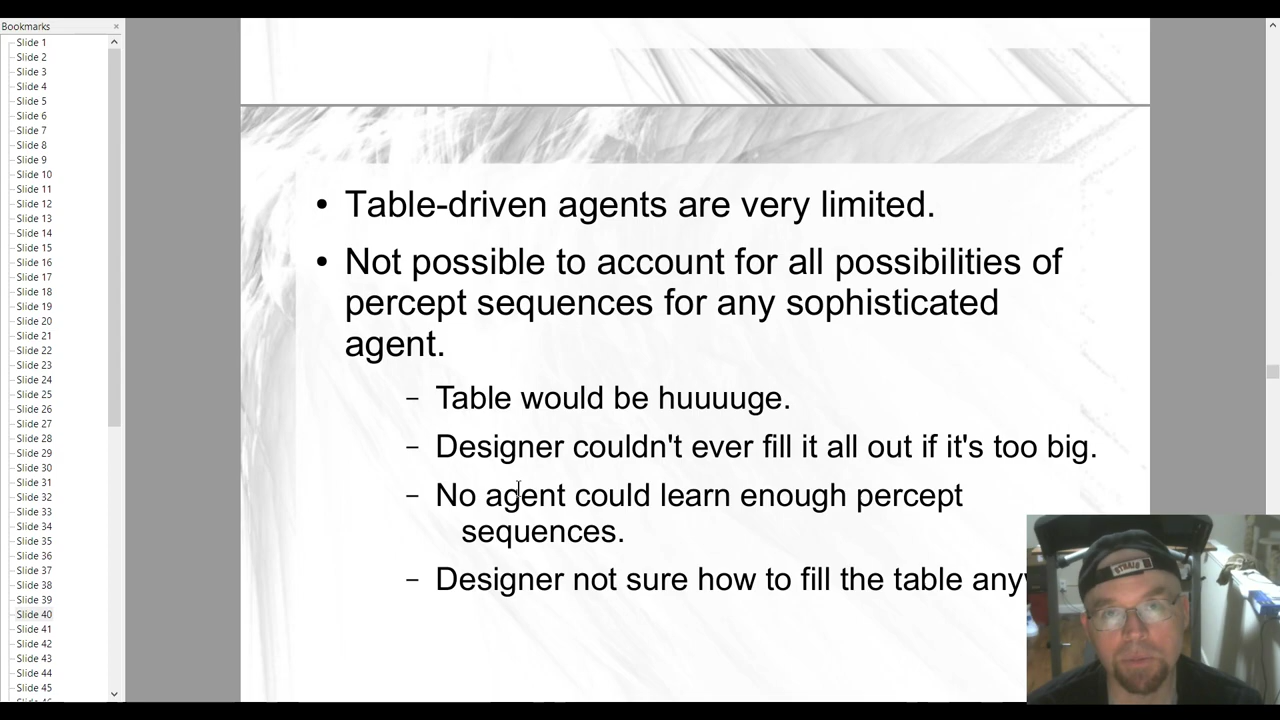 Bookmarks
Slide 1
Slide 2
Slide 3
Slide 4
Slide 5
Slide 6
Slide 7
Slide 8
Slide 9
Slide 10
Slide 11
Slide 12
Slide 13
Slide 14
Slide 15
Slide 16
Slide 17
Slide 18
Slide 19
Slide 20
Slide 21
Slide 22
Slide 23
Slide 24
Slide 25
Slide 26
Slide 27
Slide 28
Slide 29
Slide 30
Slide 31
Slide 32
Slide 33
Slide 34
Slide 35
Slide 36
Slide 37
Slide 38
Slide 39
Slide 40
Slide 41
Slide 42
Slide 43
Slide 44
Slide 45
• Table-driven agents are very limited.
• Not possible to account for all possibilities of
percept sequences for any sophisticated
agent.
– Table would be huuuuge.
– Designer couldn't ever fill it all out if it's too big.
– No agent could learn enough percept
sequences.
– Designer not sure how to fill the table